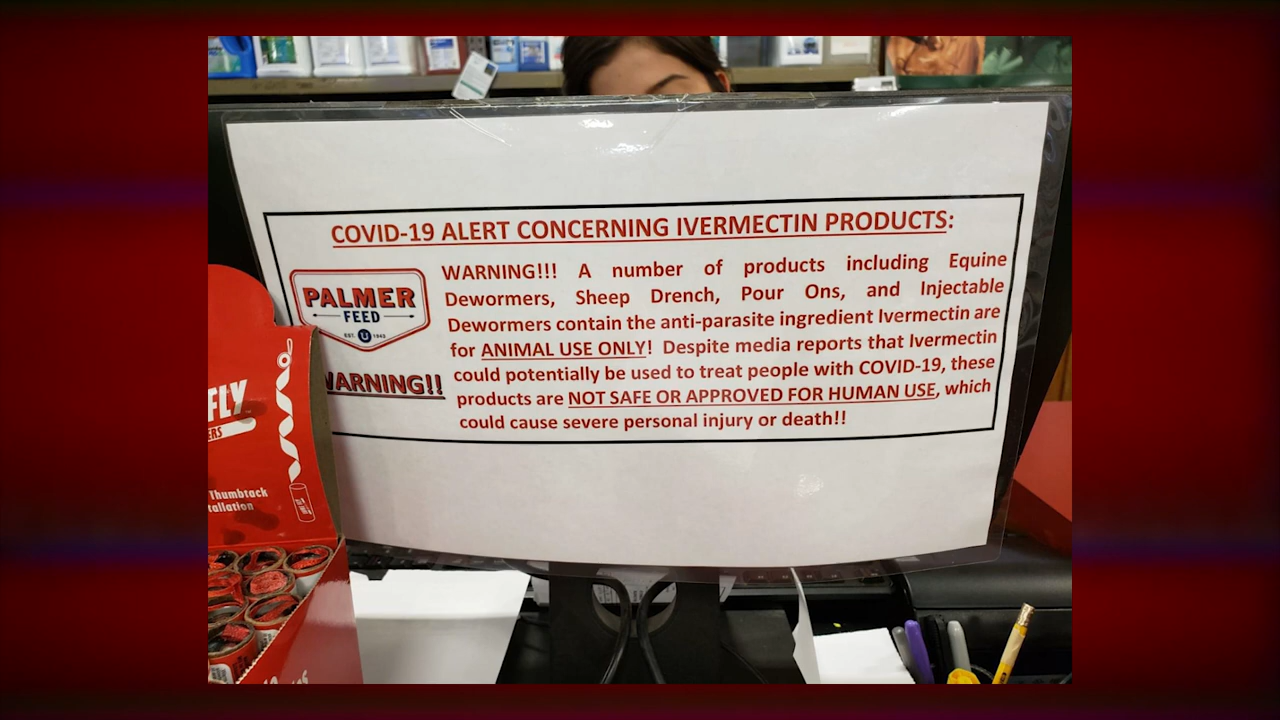 COVID-19 ALERT CONCERNING IVERMECTIN PRODUCTS:
PALMER
FEED
EST. U 1943
WARNING!!
WARNING!!! A number of products including Equine
Dewormers, Sheep Drench, Pour Ons, and Injectable
Dewormers contain the anti-parasite ingredient Ivermectin are
for ANIMAL USE ONLY! Despite media reports that Ivermectin
could potentially be used to treat people with COVID-19, these
products are NOT SAFE OR APPROVED FOR HUMAN USE, which
could cause severe personal injury or death!!
FLY
Thumbtack